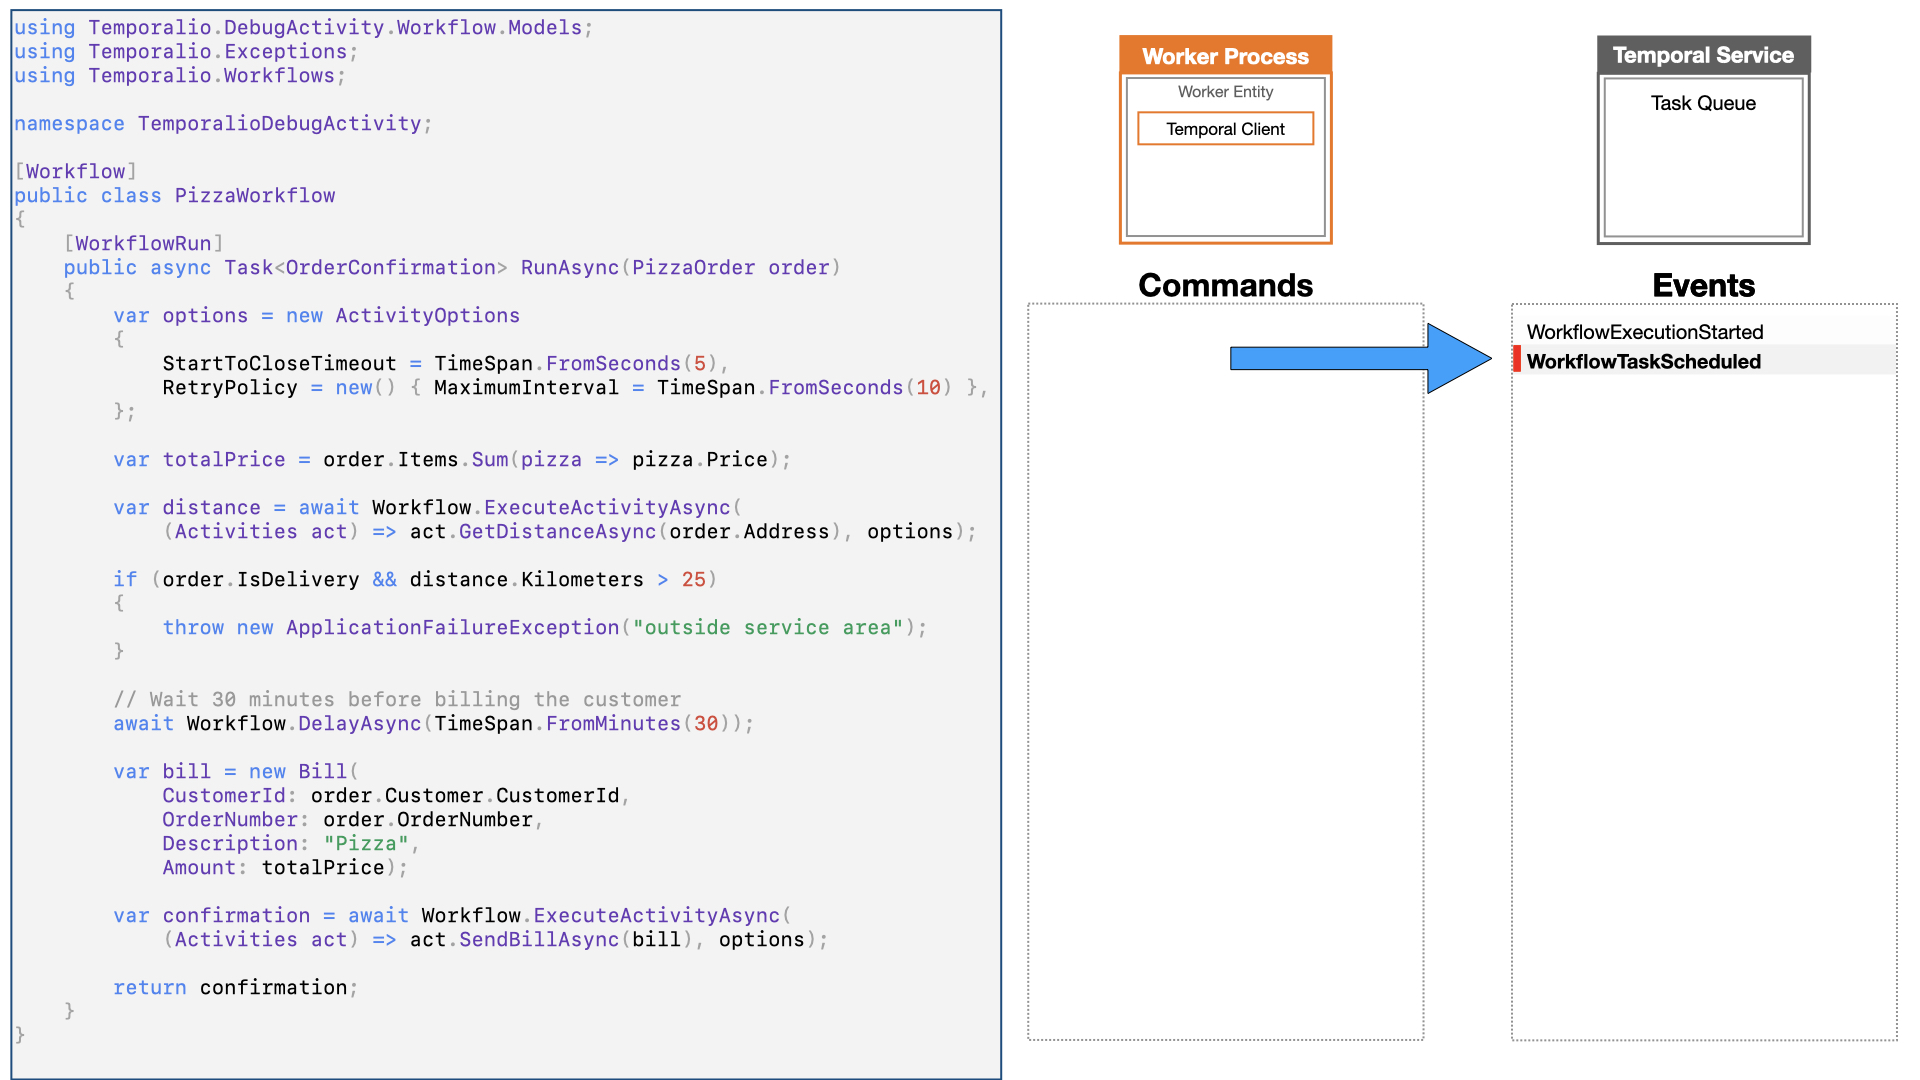 using Temporalio.DebugActivity.Workflow.Models;
using Temporalio.Exceptions;
using Temporalio.Workflows;

namespace TemporalioDebugActivity;

[Workflow]
public class PizzaWorkflow
{
    [WorkflowRun]
    public async Task<OrderConfirmation> RunAsync(PizzaOrder order)
    {
        var options = new ActivityOptions
        {
            StartToCloseTimeout = TimeSpan.FromSeconds(5),
            RetryPolicy = new() { MaximumInterval = TimeSpan.FromSeconds(10) },
        };

        var totalPrice = order.Items.Sum(pizza => pizza.Price);

        var distance = await Workflow.ExecuteActivityAsync(
            (Activities act) => act.GetDistanceAsync(order.Address), options);

        if (order.IsDelivery && distance.Kilometers > 25)
        {
            throw new ApplicationFailureException("outside service area");
        }

        // Wait 30 minutes before billing the customer
        await Workflow.DelayAsync(TimeSpan.FromMinutes(30));

        var bill = new Bill(
            CustomerId: order.Customer.CustomerId,
            OrderNumber: order.OrderNumber,
            Description: "Pizza",
            Amount: totalPrice);

        var confirmation = await Workflow.ExecuteActivityAsync(
            (Activities act) => act.SendBillAsync(bill), options);

        return confirmation;
    }
}
Worker Process
Worker Entity
Temporal Client
Temporal Service
Task Queue
Commands
Events
WorkflowExecutionStarted
WorkflowTaskScheduled